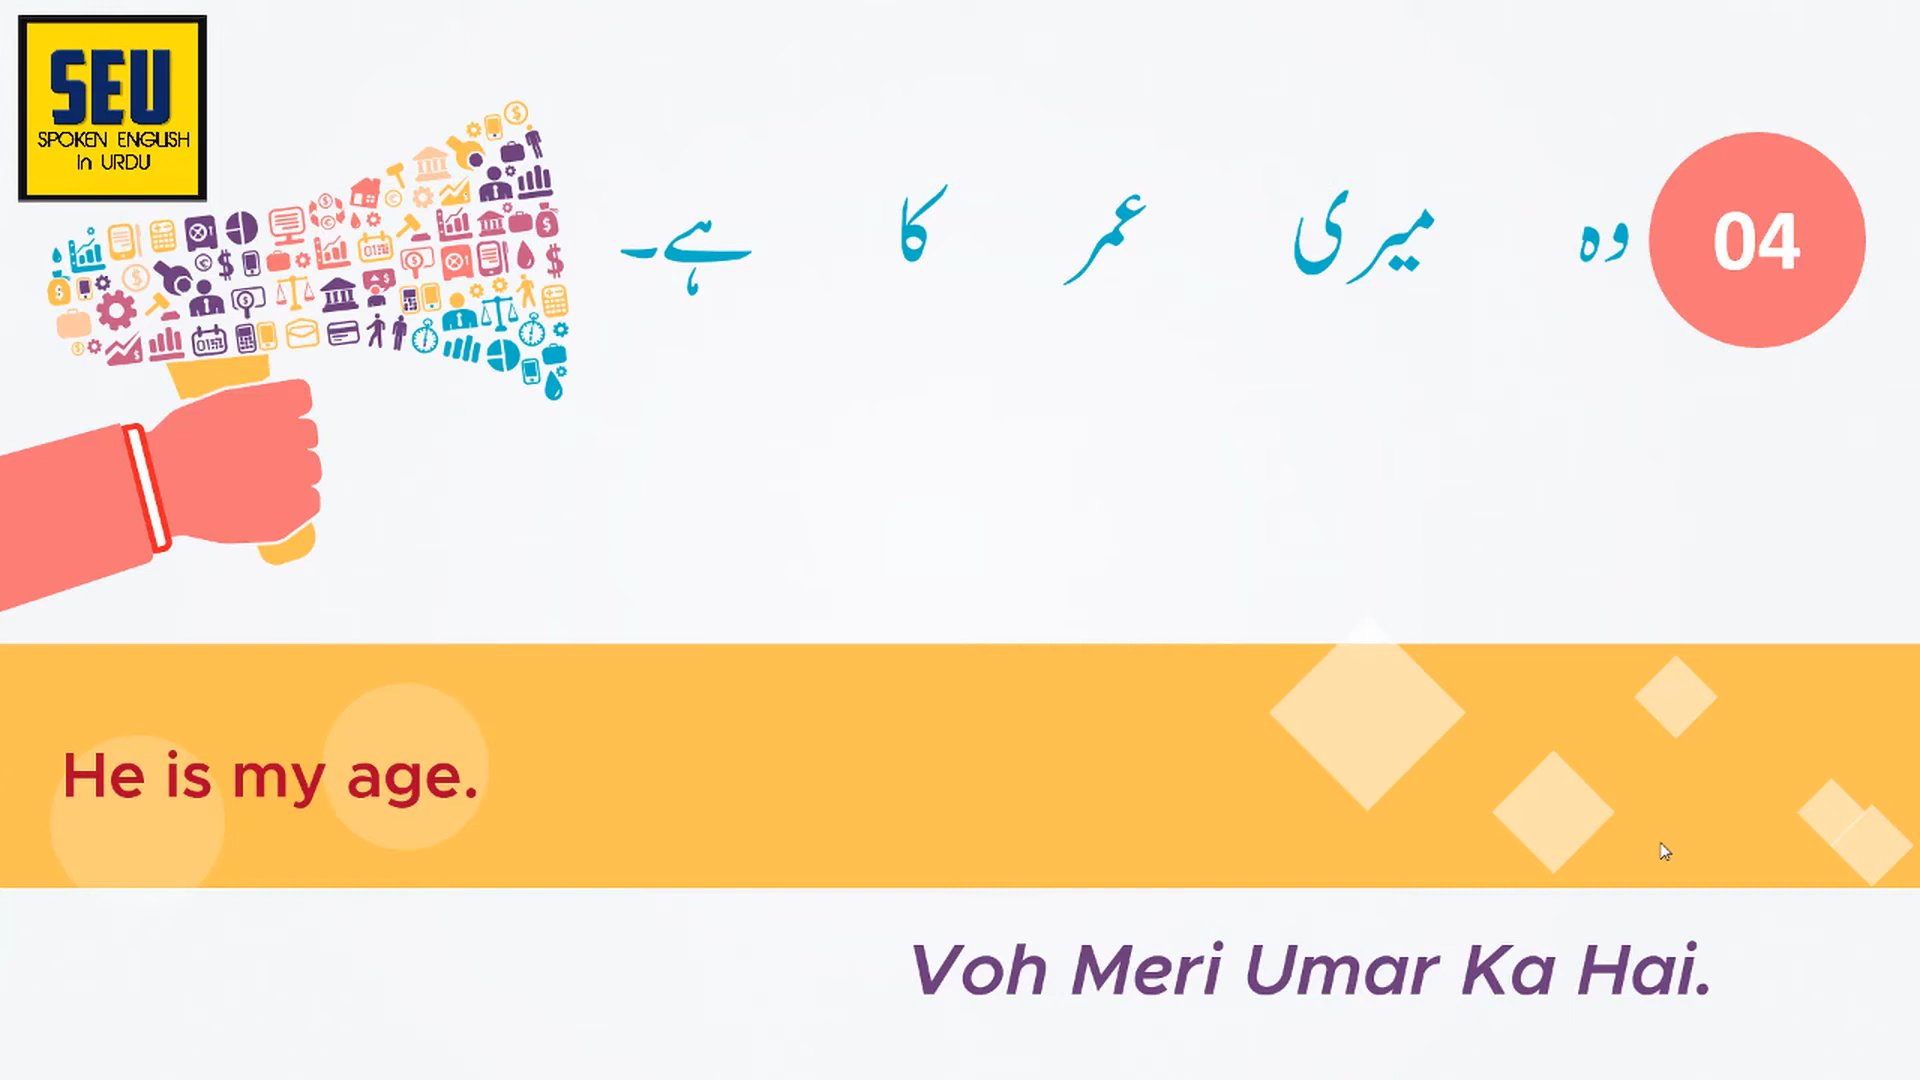 SEU
SPOKEN ENGLISH
in URDU
04
وہ میری عمر کا ہے۔
He is my age.
Voh Meri Umar Ka Hai.